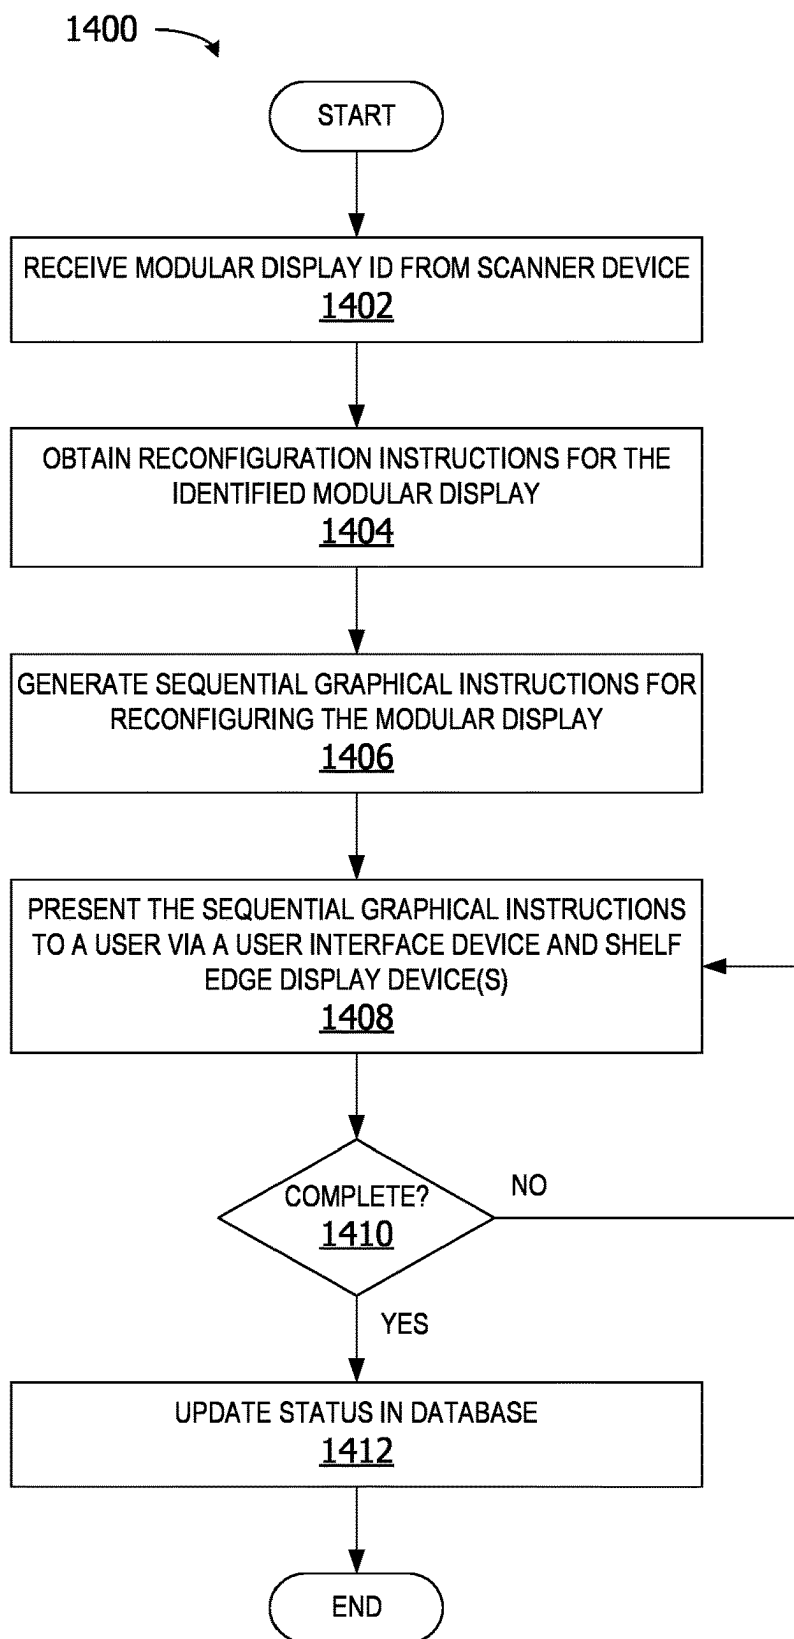 1400
START
RECEIVE MODULAR DISPLAY ID FROM SCANNER DEVICE
1402
OBTAIN RECONFIGURATION INSTRUCTIONS FOR THE
IDENTIFIED MODULAR DISPLAY
1404
GENERATE SEQUENTIAL GRAPHICAL INSTRUCTIONS FOR
RECONFIGURING THE MODULAR DISPLAY
1406
PRESENT THE SEQUENTIAL GRAPHICAL INSTRUCTIONS
TO A USER VIA A USER INTERFACE DEVICE AND SHELF
EDGE DISPLAY DEVICE(S)
1408
COMPLETE?
1410
NO
YES
UPDATE STATUS IN DATABASE
1412
END